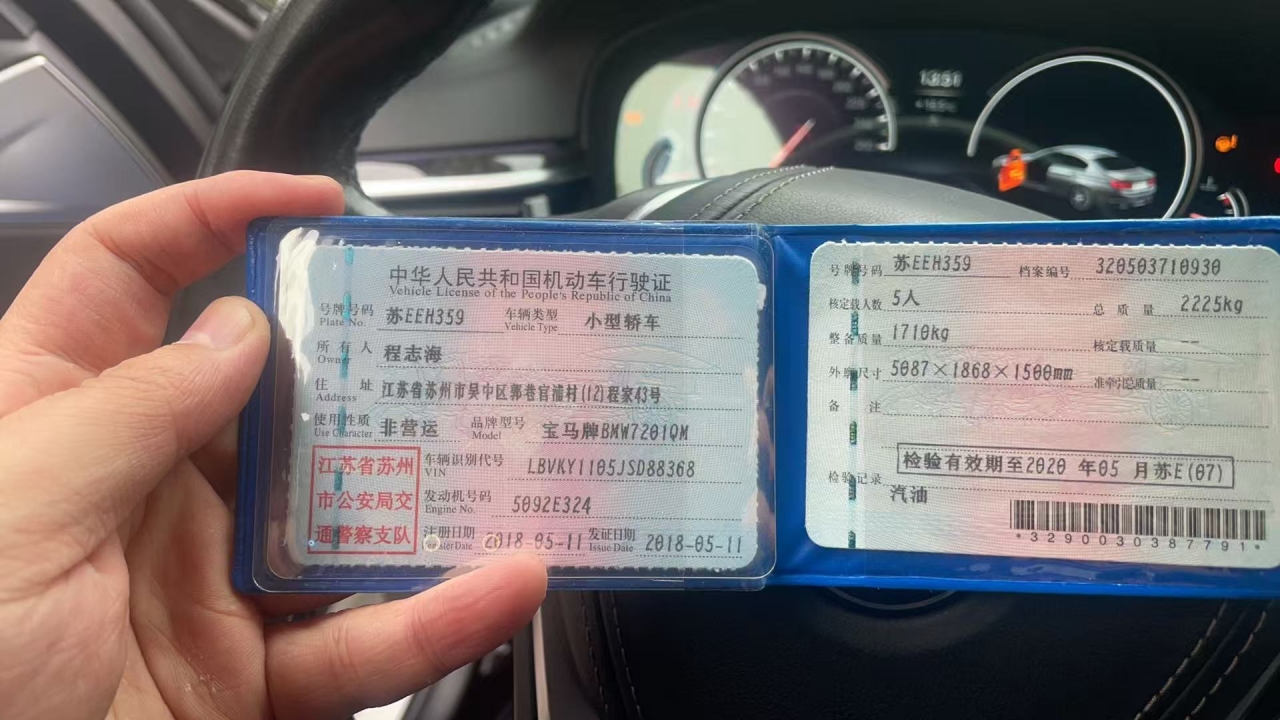 中华人民共和国机动车行驶证
Vehicle License of the People's Republic of China
号牌号码 苏EEH359 车辆类型 小型轿车
Plate No. Vehicle Type
所有人 程志海
Owner
住址 江苏省苏州市吴中区郭巷官浦村(12)程家43号
Address
使用性质 非营运 品牌型号 宝马牌BMW7201QM
Use Character Model
江苏省苏州
市公安局交
通警察支队
车辆识别代号 LBVKY1105JSD88368
VIN
发动机号码 5092E324
Engine No.
注册日期 2018-05-11 发证日期 2018-05-11
Register Date Issue Date
号牌号码 苏EEH359 档案编号 320503710930
核定载人数 5人 总质量 2225kg
整备质量 1710kg 核定载质量 --
外廓尺寸 5087×1868×1500mm 准牵引总质量 --
备注
检验有效期至2020 年05 月苏E(07)
检验记录
汽油
*3290030387791*
1351